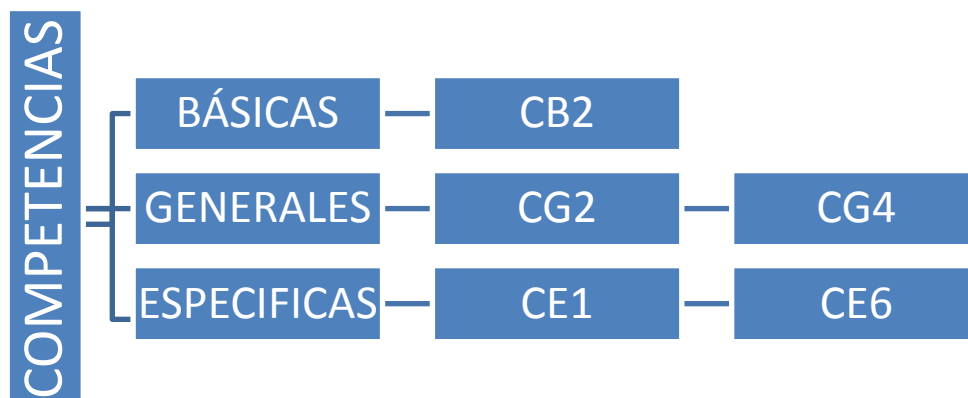 COMPETENCIAS
BÁSICAS
CB2
GENERALES
CG2
CG4
ESPECIFICAS
CE1
CE6